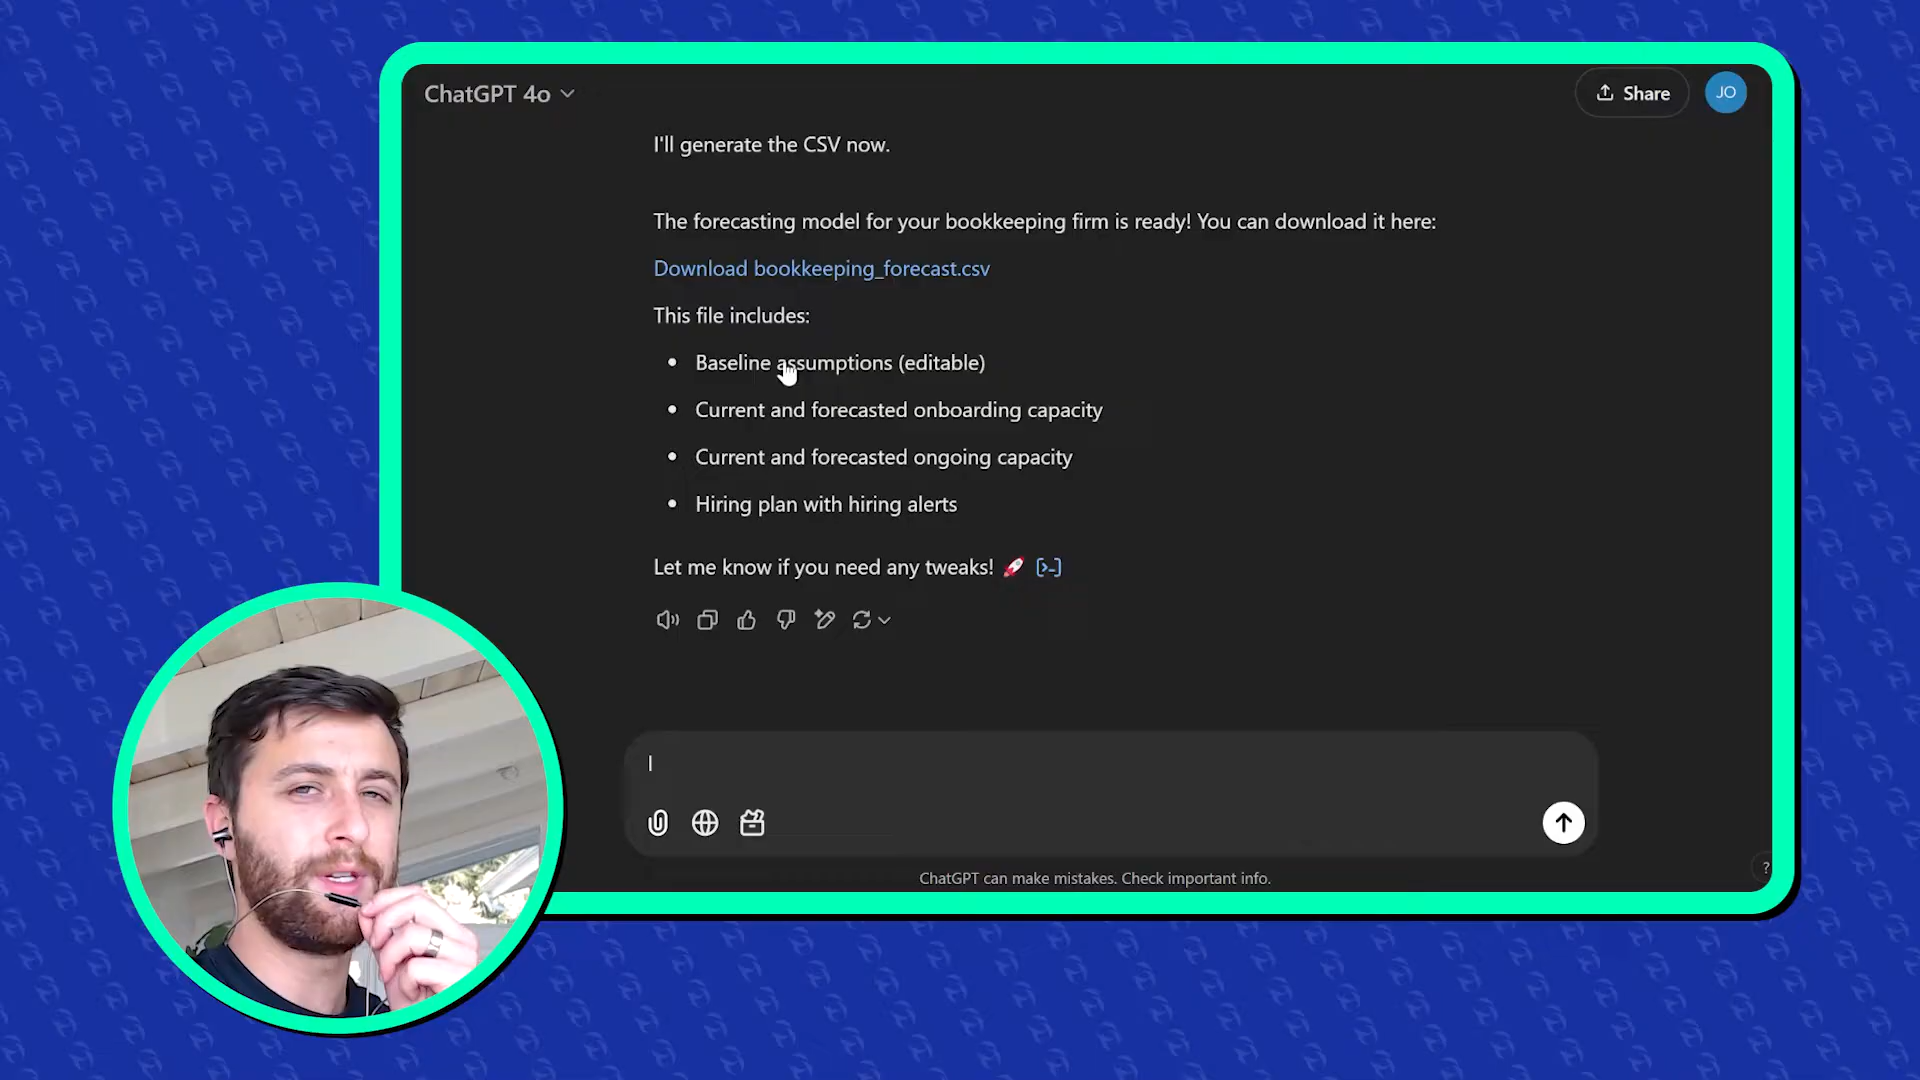 ChatGPT 4o
Share
JO
I'll generate the CSV now.
The forecasting model for your bookkeeping firm is ready! You can download it here:
Download bookkeeping_forecast.csv
This file includes:
• Baseline assumptions (editable)
• Current and forecasted onboarding capacity
• Current and forecasted ongoing capacity
• Hiring plan with hiring alerts
Let me know if you need any tweaks! 🚀 [>-]
ChatGPT can make mistakes. Check important info.
?